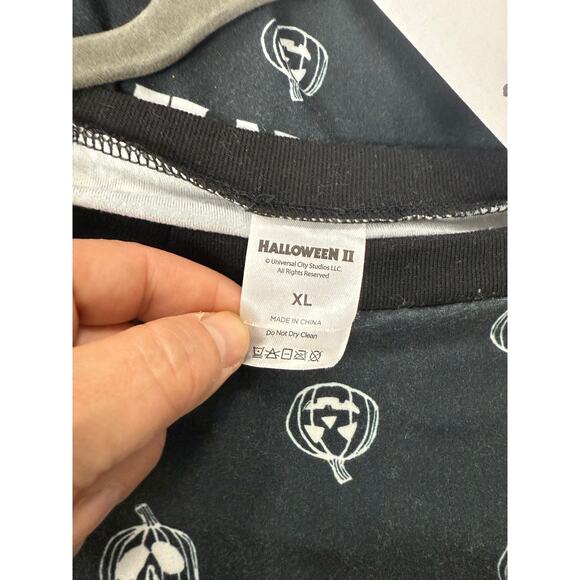 HALLOWEEN II
© Universal City Studios LLC.
All Rights Reserved
XL
MADE IN CHINA
Do Not Dry Clean